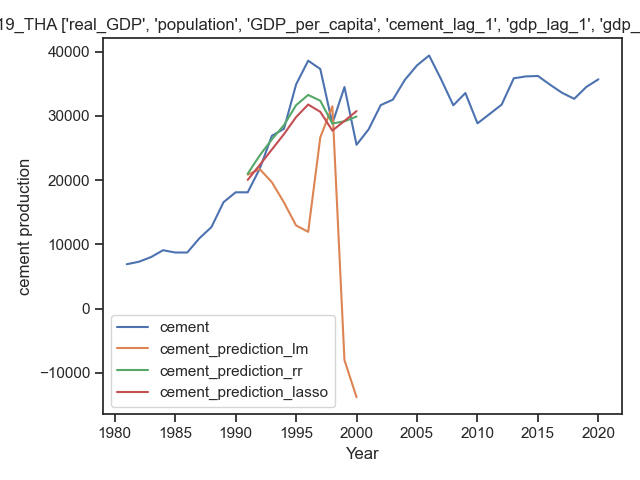 19_THA ['real_GDP', 'population', 'GDP_per_capita', 'cement_lag_1', 'gdp_lag_1', 'gdp_
40000
30000
20000
10000
0
−10000
cement production
cement
cement_prediction_lm
cement_prediction_rr
cement_prediction_lasso
1980 1985 1990 1995 2000 2005 2010 2015 2020
Year